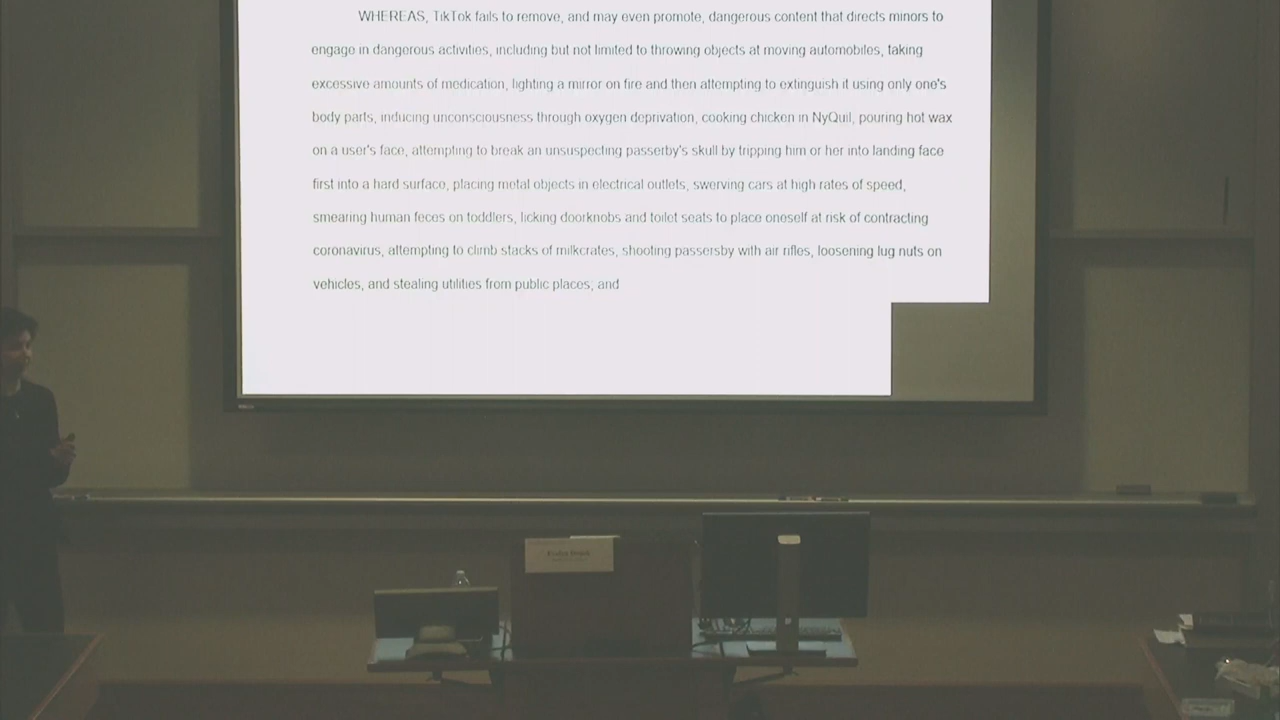 WHEREAS, TikTok fails to remove, and may even promote, dangerous content that directs minors to
engage in dangerous activities, including but not limited to throwing objects at moving automobiles, taking
excessive amounts of medication, lighting a mirror on fire and then attempting to extinguish it using only one's
body parts, inducing unconsciousness through oxygen deprivation, cooking chicken in NyQuil, pouring hot wax
on a user's face, attempting to break an unsuspecting passerby's skull by tripping him or her into landing face
first into a hard surface, placing metal objects in electrical outlets, swerving cars at high rates of speed,
smearing human feces on toddlers, licking doorknobs and toilet seats to place oneself at risk of contracting
coronavirus, attempting to climb stacks of milkcrates, shooting passersby with air rifles, loosening lug nuts on
vehicles, and stealing utilities from public places; and